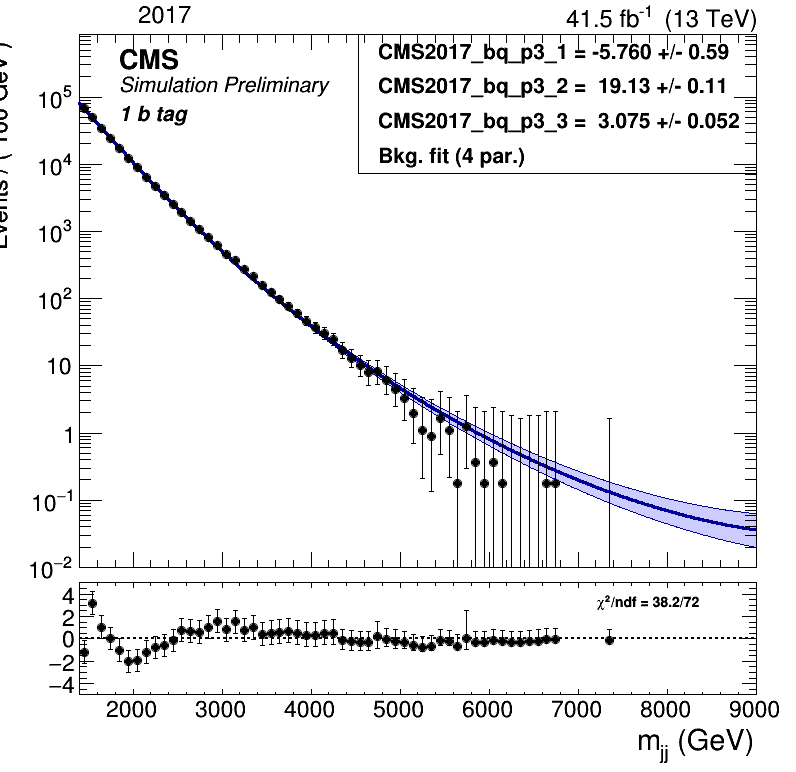 2017 41.5 fb⁻¹ (13 TeV)
CMS
Simulation Preliminary
1 b tag
CMS2017_bq_p3_1 = -5.760 +/- 0.59
CMS2017_bq_p3_2 = 19.13 +/- 0.11
CMS2017_bq_p3_3 = 3.075 +/- 0.052
Bkg. fit (4 par.)
10⁵
10⁴
10³
10²
10
1
10⁻¹
10⁻²
χ²/ndf = 38.2/72
4
2
0
−2
−4
2000 3000 4000 5000 6000 7000 8000 9000
m_jj (GeV)